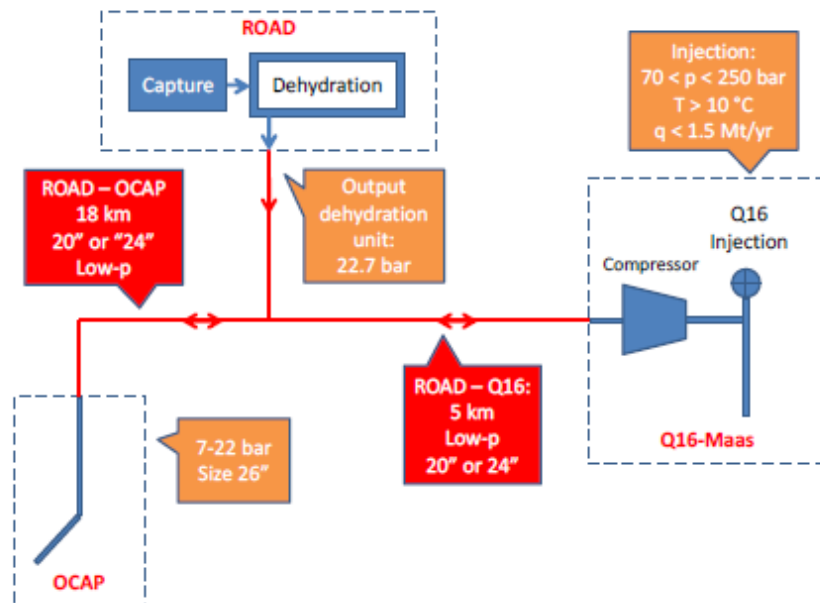 ROAD
Capture
Dehydration
Injection:
70 < p < 250 bar
T > 10 °C
q < 1.5 Mt/yr
ROAD – OCAP
18 km
20” or “24”
Low-p
Output
dehydration
unit:
22.7 bar
Q16
Injection
Compressor
ROAD – Q16:
5 km
Low-p
20” or 24”
Q16-Maas
7-22 bar
Size 26”
OCAP